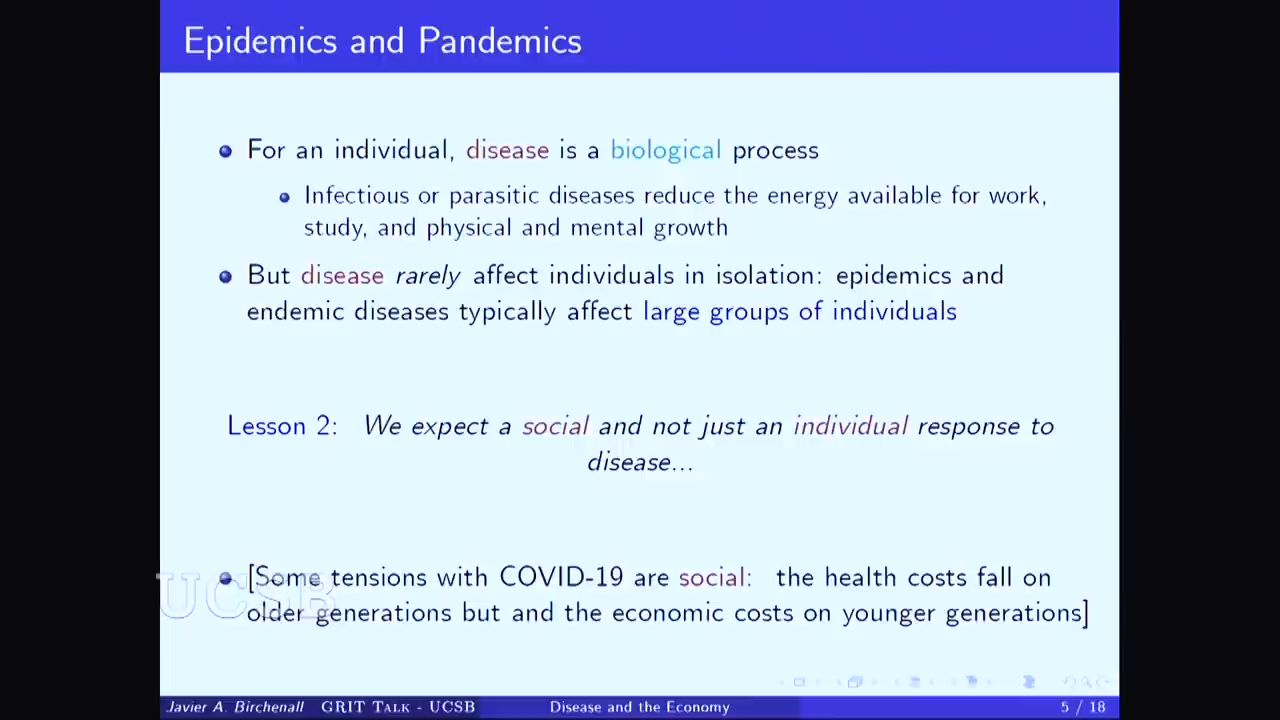 Epidemics and Pandemics
For an individual, disease is a biological process
Infectious or parasitic diseases reduce the energy available for work,
study, and physical and mental growth
But disease rarely affect individuals in isolation: epidemics and
endemic diseases typically affect large groups of individuals
Lesson 2: We expect a social and not just an individual response to
disease...
[Some tensions with COVID-19 are social: the health costs fall on
older generations but and the economic costs on younger generations]
UCSB
Javier A. Birchenall GRIT Talk - UCSB Disease and the Economy 5 / 18